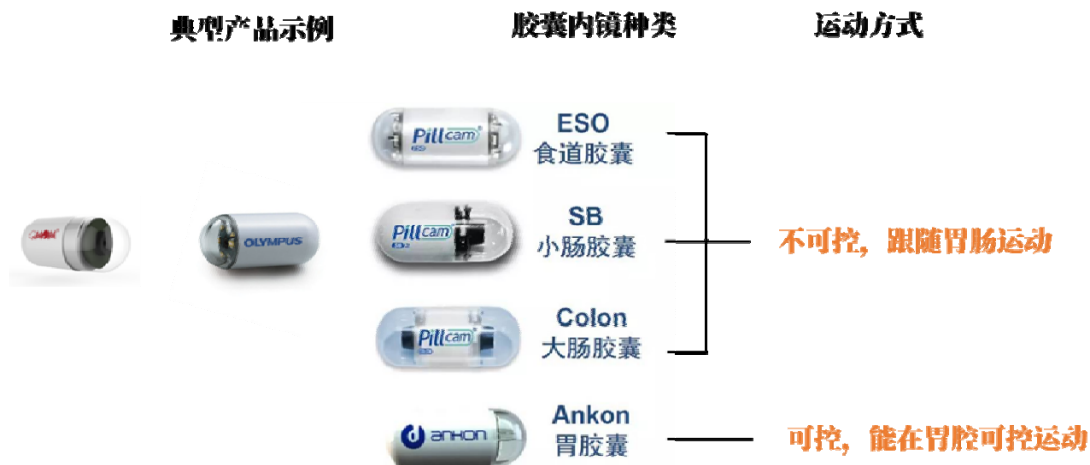 典型产品示例 胶囊内镜种类 运动方式
Pillcam
ESO
食道胶囊
OLYMPUS
Pillcam
SB
小肠胶囊
不可控，跟随胃肠运动
Pillcam
Colon
大肠胶囊
ankon
Ankon
胃胶囊
可控，能在胃腔可控运动